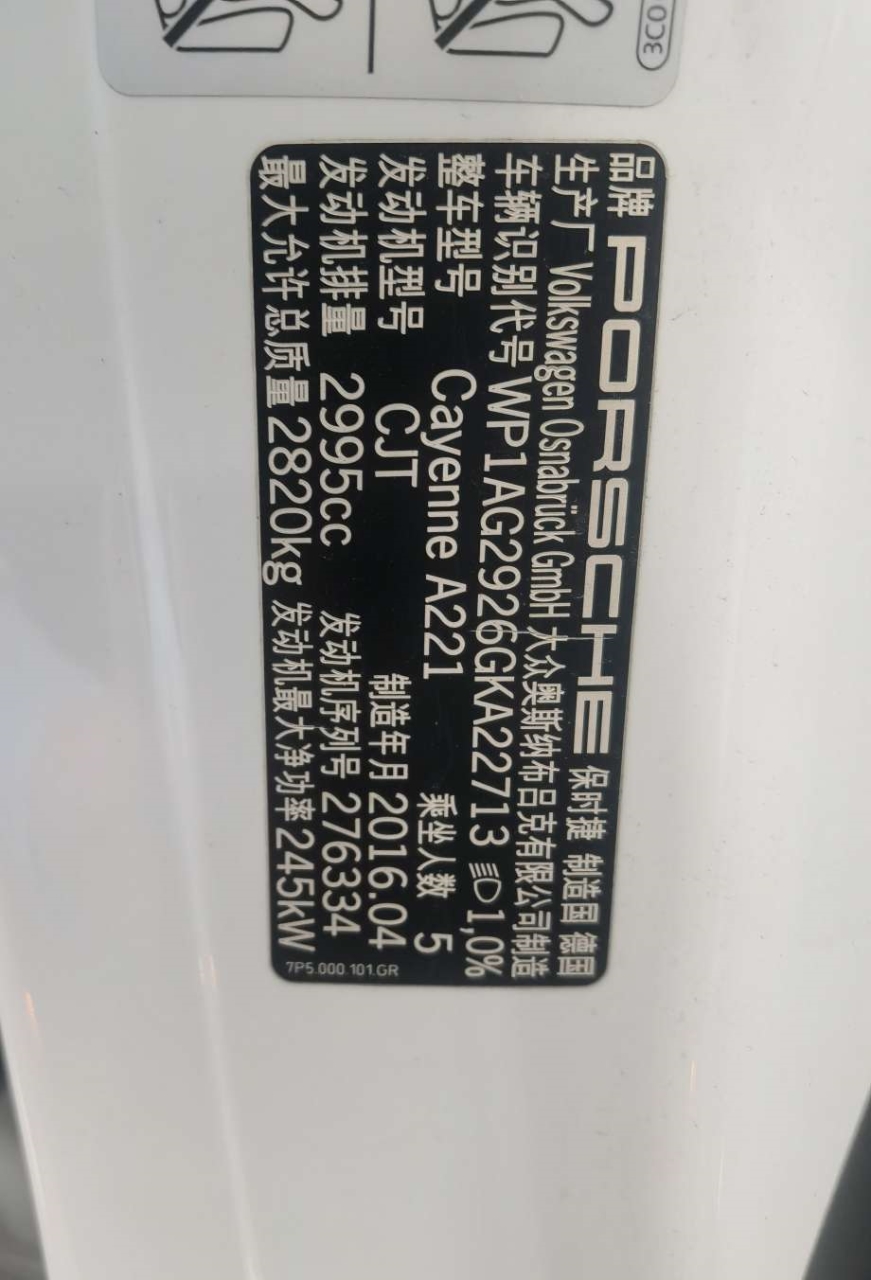 3C0
品牌 PORSCHE 保时捷 制造国 德国
生产厂 Volkswagen Osnabrück GmbH 大众奥斯纳布吕克有限公司制造
车辆识别代号 WP1AG2926GKA22713 1,0%
整车型号 Cayenne A221 乘坐人数 5
发动机型号 CJT 制造年月 2016.04
发动机排量 2995cc 发动机序列号 276334
最大允许总质量 2820kg 发动机最大净功率 245kW
7P5.000.101.GR